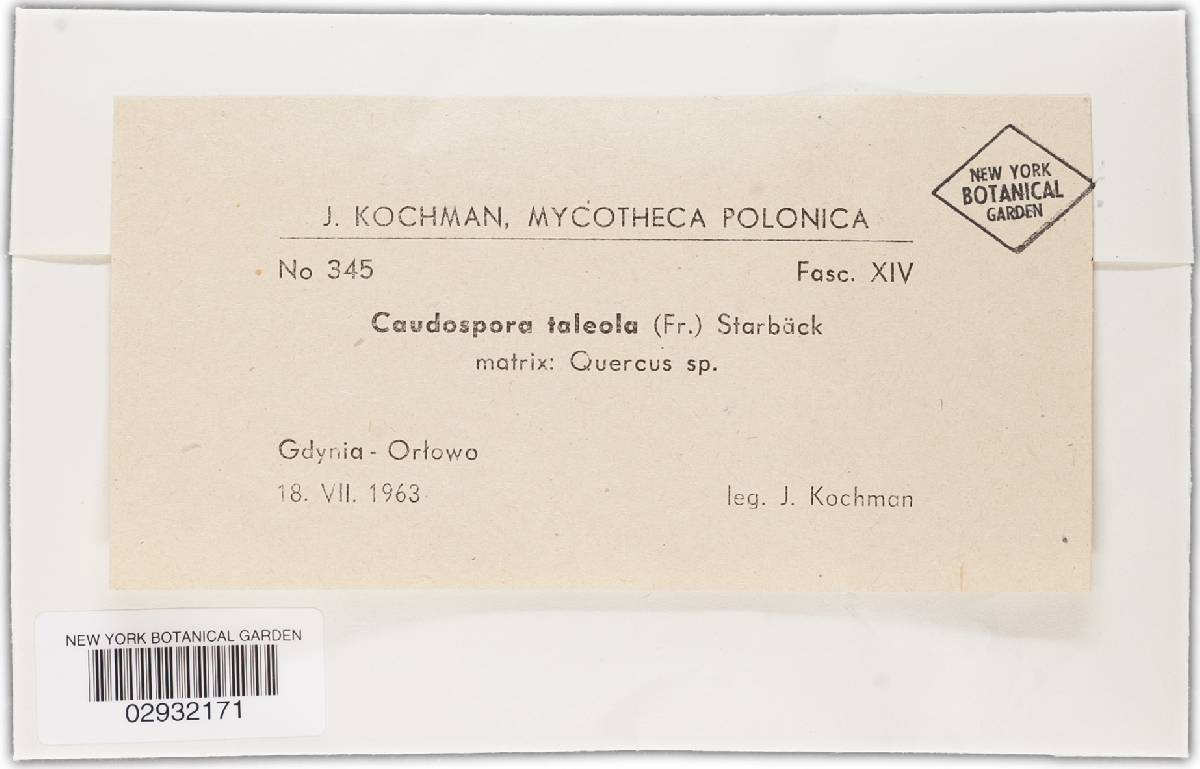 NEW YORK
BOTANICAL
GARDEN
J. KOCHMAN, MYCOTHECA POLONICA
No 345 Fasc. XIV
Caudospora taleola (Fr.) Starbäck
matrix: Quercus sp.
Gdynia - Orłowo
18. VII. 1963 leg. J. Kochman
NEW YORK BOTANICAL GARDEN
02932171